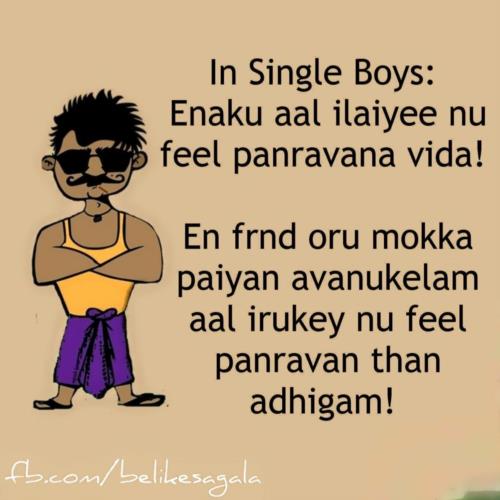 In Single Boys:
Enaku aal ilaiyee nu
feel panravana vida!
En frnd oru mokka
paiyan avanukelam
aal irukey nu feel
panravan than
adhigam!
fb.com/belikesagala